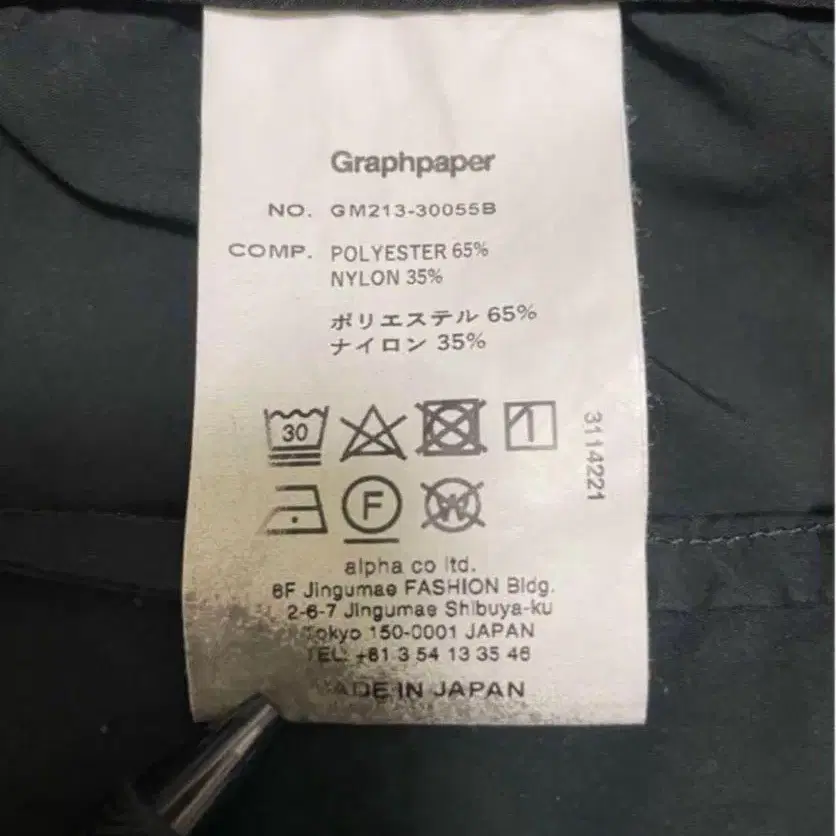 Graphpaper
NO. GM213-30055B
COMP. POLYESTER 65%
NYLON 35%
ポリエステル 65%
ナイロン 35%
30
F
W
3114221
alpha co ltd.
6F Jingumae FASHION Bldg.
2-6-7 Jingumae Shibuya-ku
Tokyo 150-0001 JAPAN
TEL: +81 3 54 13 35 46
MADE IN JAPAN